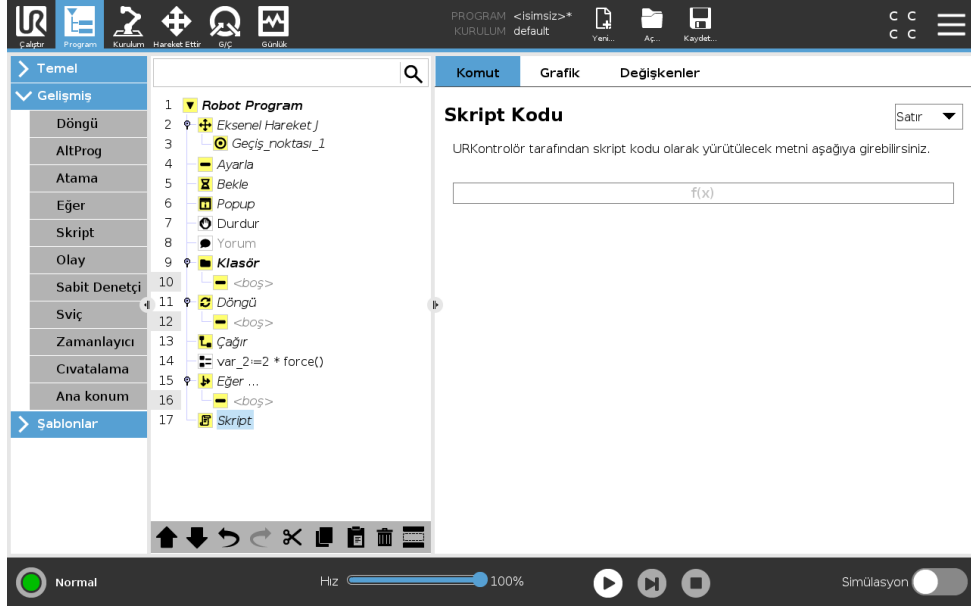 UR
Çalıştır
Program
Kurulum
Hareket Ettir
G/Ç
Günlük
PROGRAM <isimsiz>*
KURULUM default
Yeni...
Aç...
Kaydet...
C C
C C
Temel
Gelişmiş
Döngü
AltProg
Atama
Eğer
Skript
Olay
Sabit Denetçi
Sviç
Zamanlayıcı
Cıvatalama
Ana konum
Şablonlar
1 Robot Program
2 Eksenel Hareket J
3 Geçiş_noktası_1
4 Ayarla
5 Bekle
6 Popup
7 Durdur
8 Yorum
9 Klasör
10 <boş>
11 Döngü
12 <boş>
13 Çağır
14 var_2:=2 * force()
15 Eğer ...
16 <boş>
17 Skript
Komut
Grafik
Değişkenler
Skript Kodu
Satır
URKontrolör tarafından skript kodu olarak yürütülecek metni aşağıya girebilirsiniz.
f(x)
Normal
Hız
100%
Simülasyon